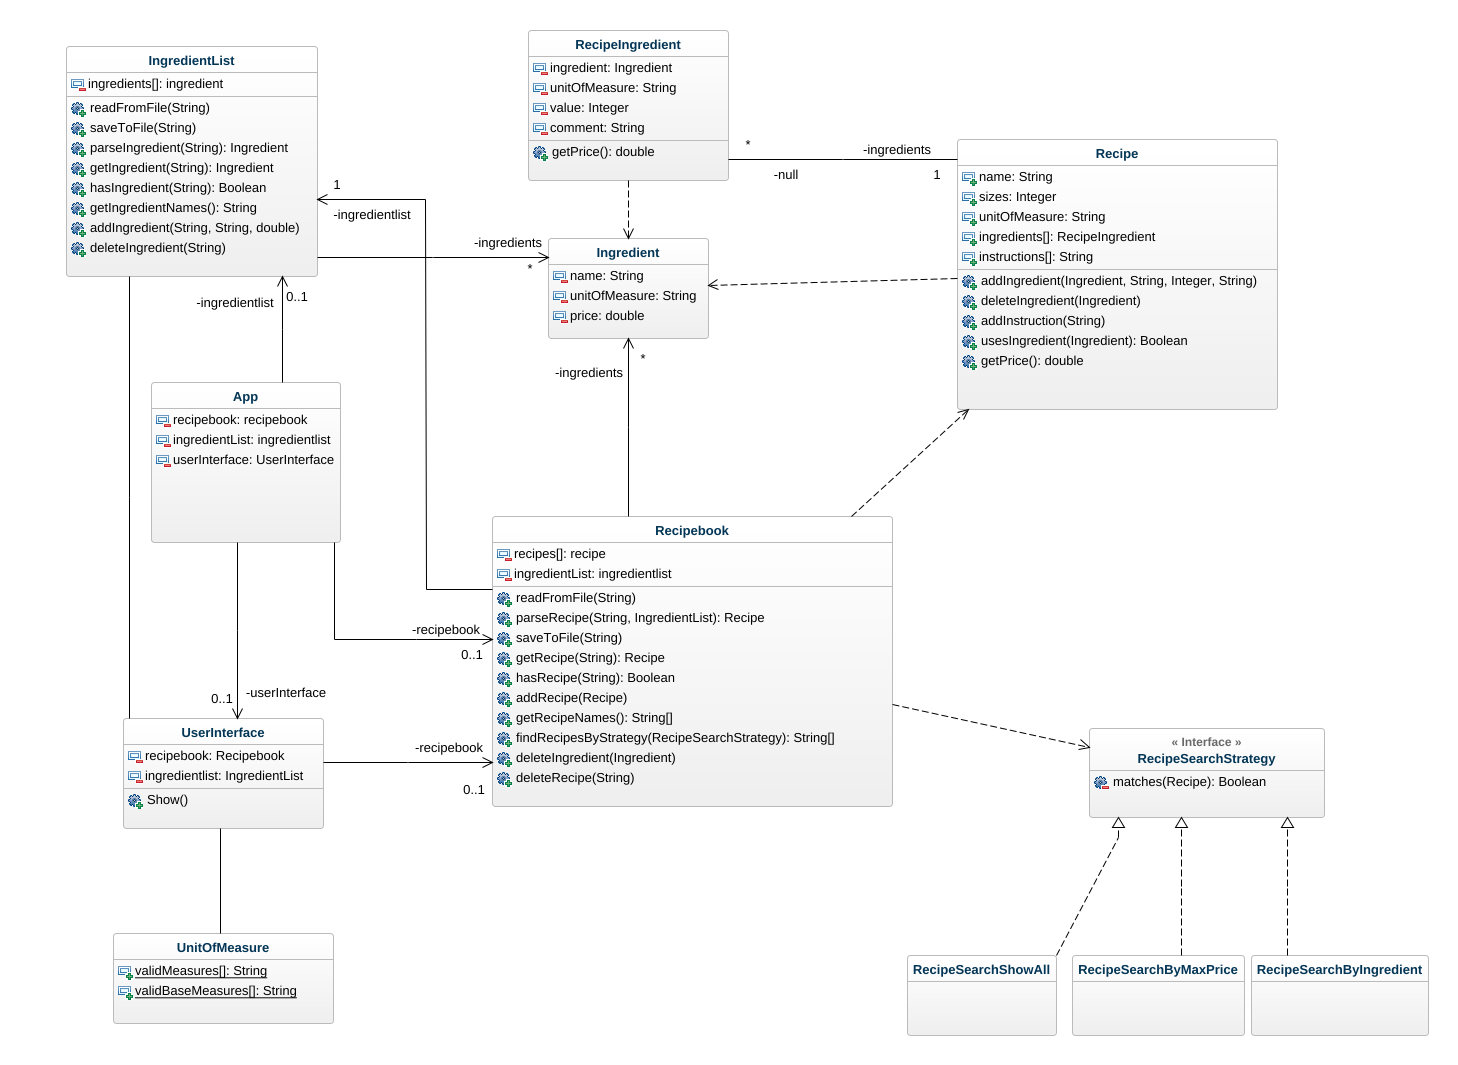 IngredientList
ingredients[]: ingredient
readFromFile(String)
saveToFile(String)
parseIngredient(String): Ingredient
getIngredient(String): Ingredient
hasIngredient(String): Boolean
getIngredientNames(): String
addIngredient(String, String, double)
deleteIngredient(String)
RecipeIngredient
ingredient: Ingredient
unitOfMeasure: String
value: Integer
comment: String
getPrice(): double
*
-ingredients
-null
1
Recipe
name: String
sizes: Integer
unitOfMeasure: String
ingredients[]: RecipeIngredient
instructions[]: String
addIngredient(Ingredient, String, Integer, String)
deleteIngredient(Ingredient)
addInstruction(String)
usesIngredient(Ingredient): Boolean
getPrice(): double
1
-ingredientlist
-ingredients
*
Ingredient
name: String
unitOfMeasure: String
price: double
-ingredientlist
0..1
*
-ingredients
App
recipebook: recipebook
ingredientList: ingredientlist
userInterface: UserInterface
Recipebook
recipes[]: recipe
ingredientList: ingredientlist
readFromFile(String)
parseRecipe(String, IngredientList): Recipe
saveToFile(String)
getRecipe(String): Recipe
hasRecipe(String): Boolean
addRecipe(Recipe)
getRecipeNames(): String[]
findRecipesByStrategy(RecipeSearchStrategy): String[]
deleteIngredient(Ingredient)
deleteRecipe(String)
-recipebook
0..1
0..1
-userInterface
UserInterface
recipebook: Recipebook
ingredientlist: IngredientList
Show()
-recipebook
0..1
« Interface »
RecipeSearchStrategy
matches(Recipe): Boolean
UnitOfMeasure
validMeasures[]: String
validBaseMeasures[]: String
RecipeSearchShowAll
RecipeSearchByMaxPrice
RecipeSearchByIngredient